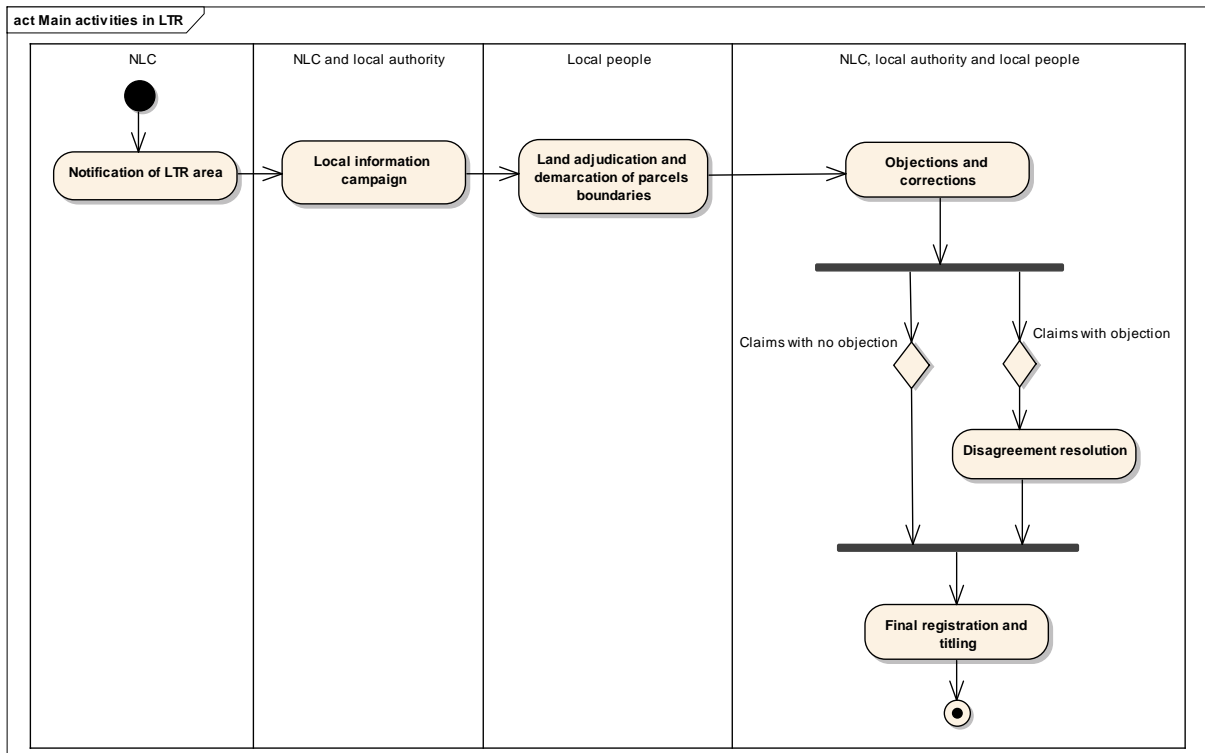 act Main activities in LTR
NLC
NLC and local authority
Local people
NLC, local authority and local people
Notification of LTR area
Local information
campaign
Land adjudication and
demarcation of parcels
boundaries
Objections and
corrections
Claims with no objection
Claims with objection
Disagreement resolution
Final registration and
titling